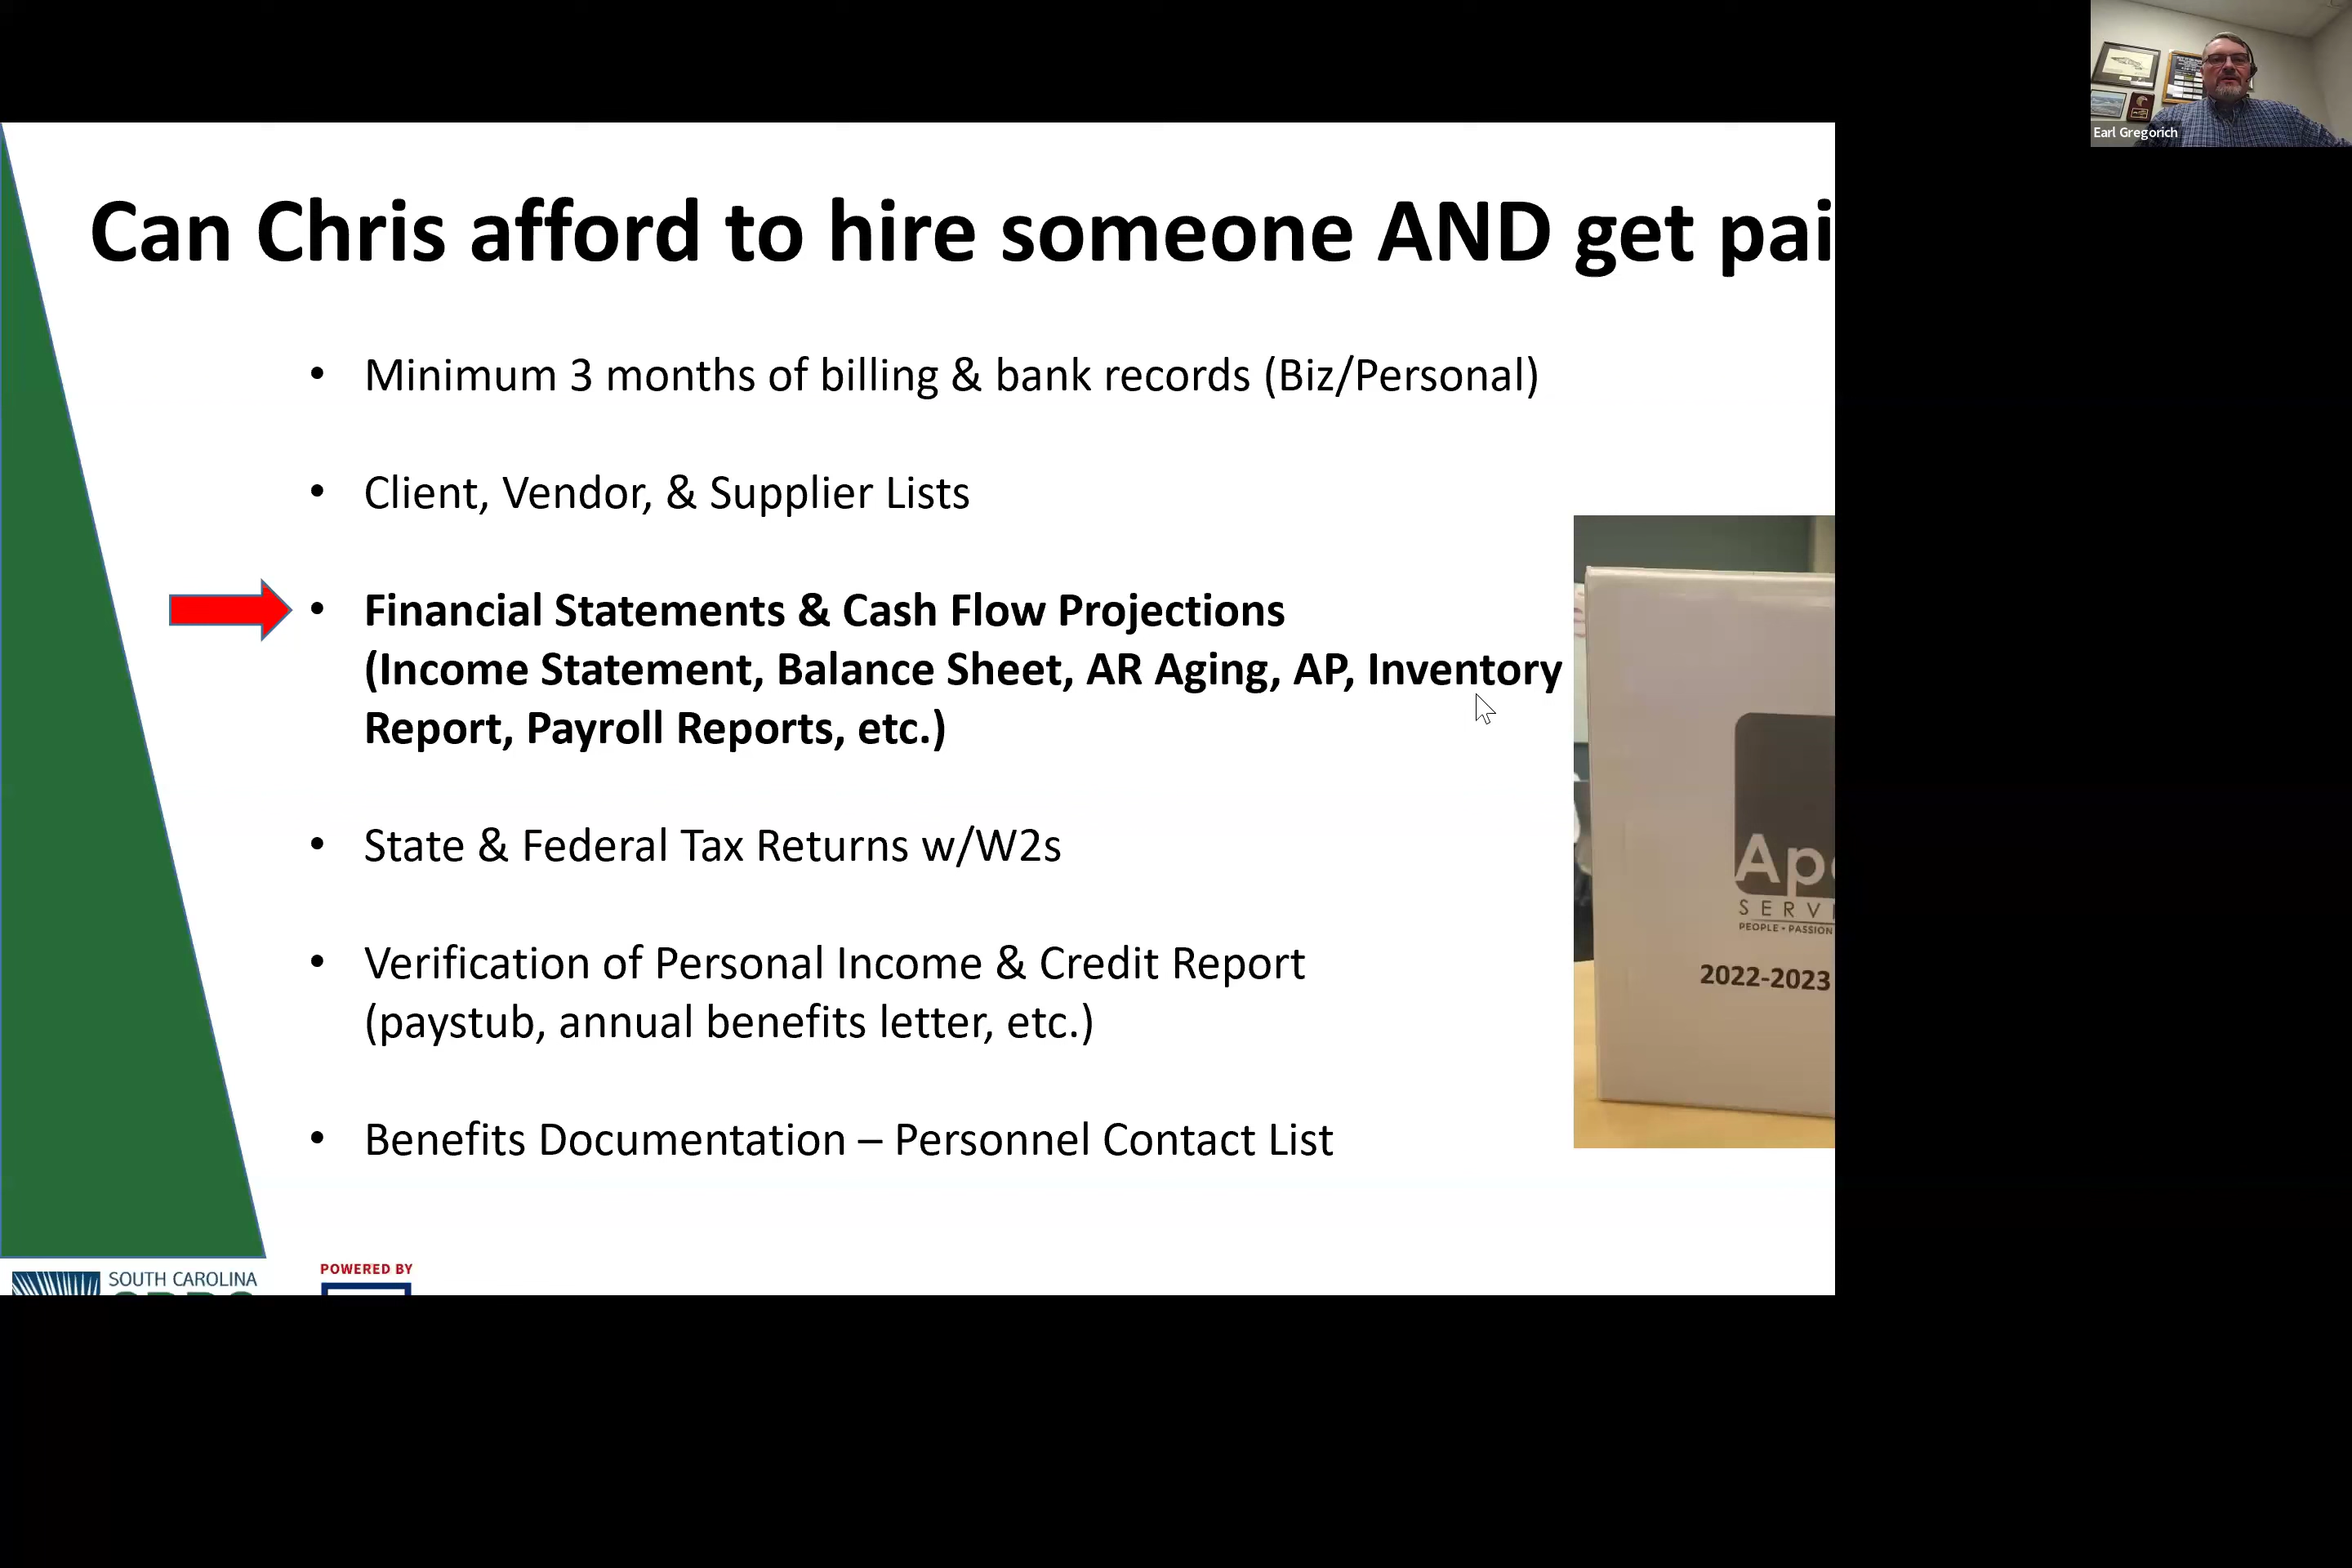 Earl Gregorich
Can Chris afford to hire someone AND get pai
• Minimum 3 months of billing & bank records (Biz/Personal)
• Client, Vendor, & Supplier Lists
• Financial Statements & Cash Flow Projections
(Income Statement, Balance Sheet, AR Aging, AP, Inventory
Report, Payroll Reports, etc.)
• State & Federal Tax Returns w/W2s
• Verification of Personal Income & Credit Report
(paystub, annual benefits letter, etc.)
• Benefits Documentation – Personnel Contact List
SERV
PEOPLE • PASSION
2022-2023
SOUTH CAROLINA
POWERED BY